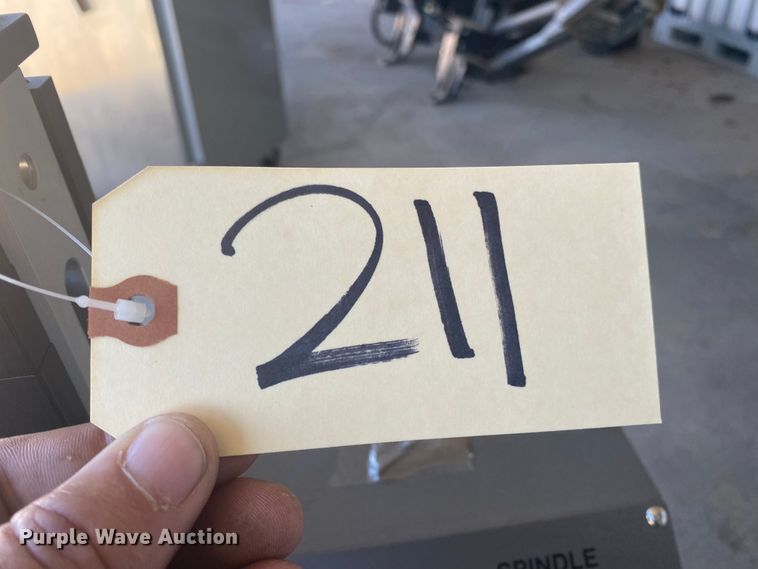 211
SPINDLE
Purple Wave Auction